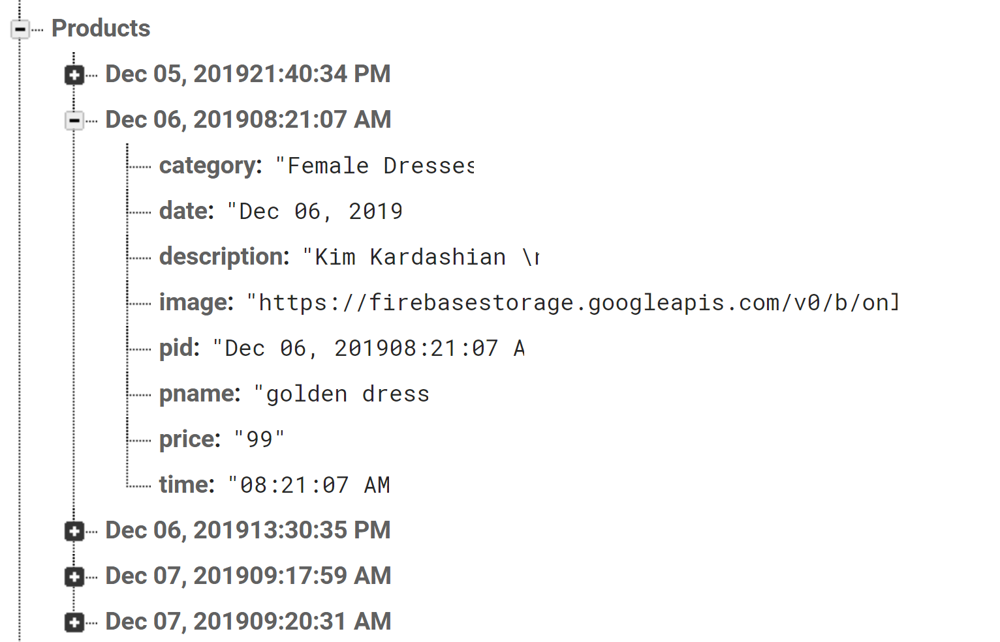 Products
Dec 05, 201921:40:34 PM
Dec 06, 201908:21:07 AM
category: "Female Dresses
date: "Dec 06, 2019
description: "Kim Kardashian \
image: "https://firebasestorage.googleapis.com/v0/b/onl
pid: "Dec 06, 201908:21:07 A
pname: "golden dress
price: "99"
time: "08:21:07 AM
Dec 06, 201913:30:35 PM
Dec 07, 201909:17:59 AM
Dec 07, 201909:20:31 AM